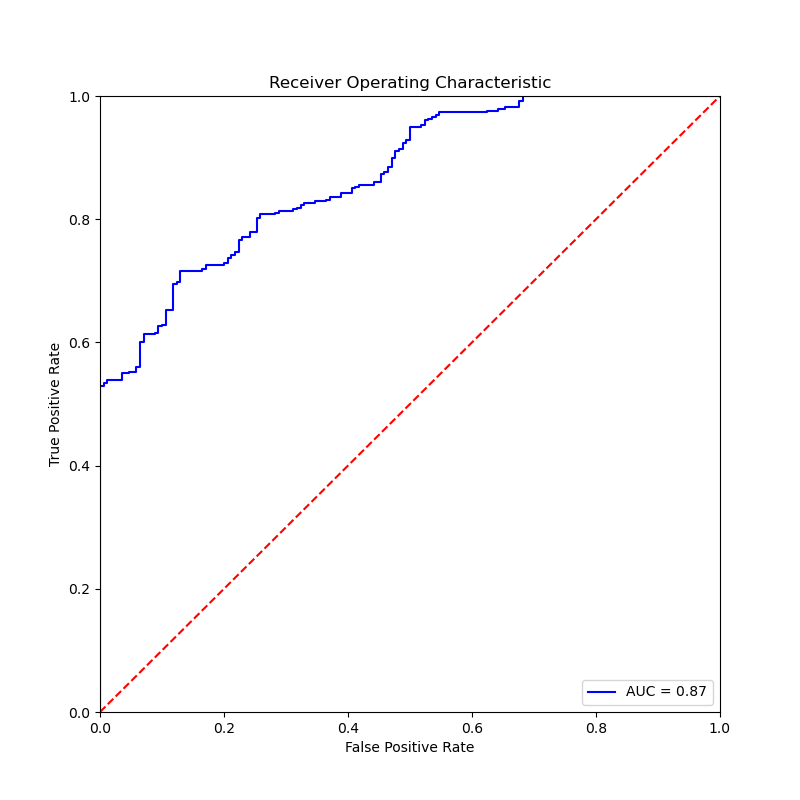 Receiver Operating Characteristic
1.0
0.8
0.6
0.4
0.2
0.0
True Positive Rate
AUC = 0.87
0.0 0.2 0.4 0.6 0.8 1.0
False Positive Rate